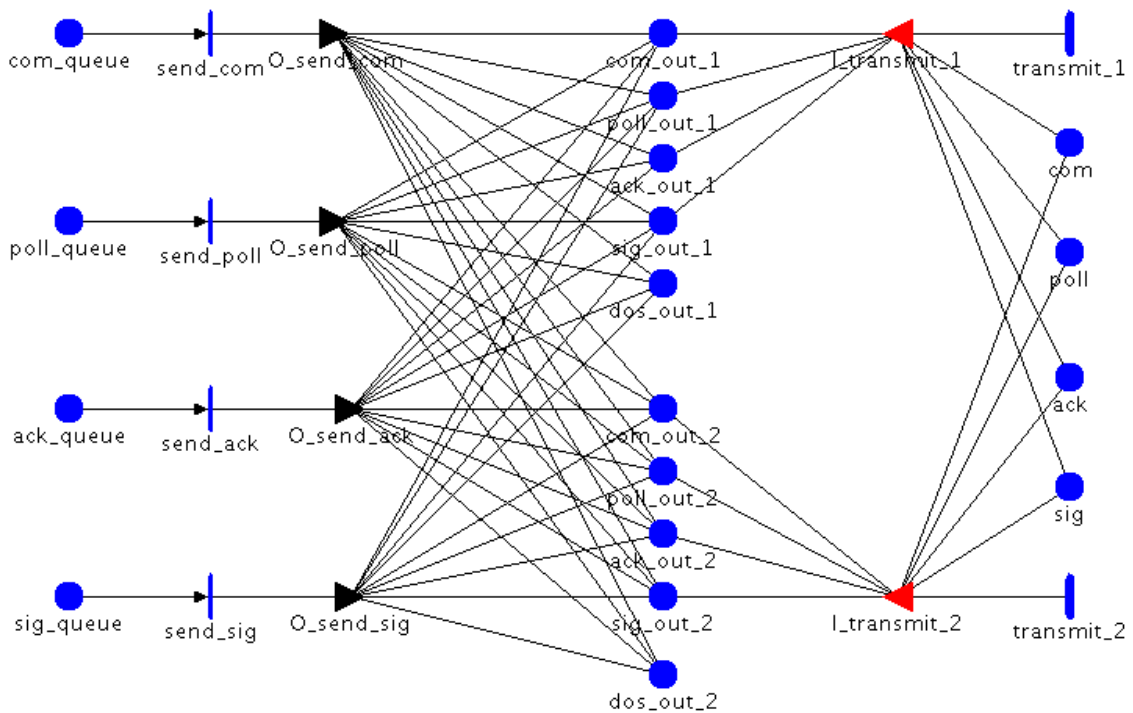 com_queue
send_com
O_send_com
com_out_1
I_transmit_1
transmit_1
poll_out_1
com
ack_out_1
poll_queue
send_poll
O_send_poll
sig_out_1
poll
dos_out_1
ack
ack_queue
send_ack
O_send_ack
com_out_2
poll_out_2
sig
ack_out_2
sig_queue
send_sig
O_send_sig
sig_out_2
I_transmit_2
transmit_2
dos_out_2